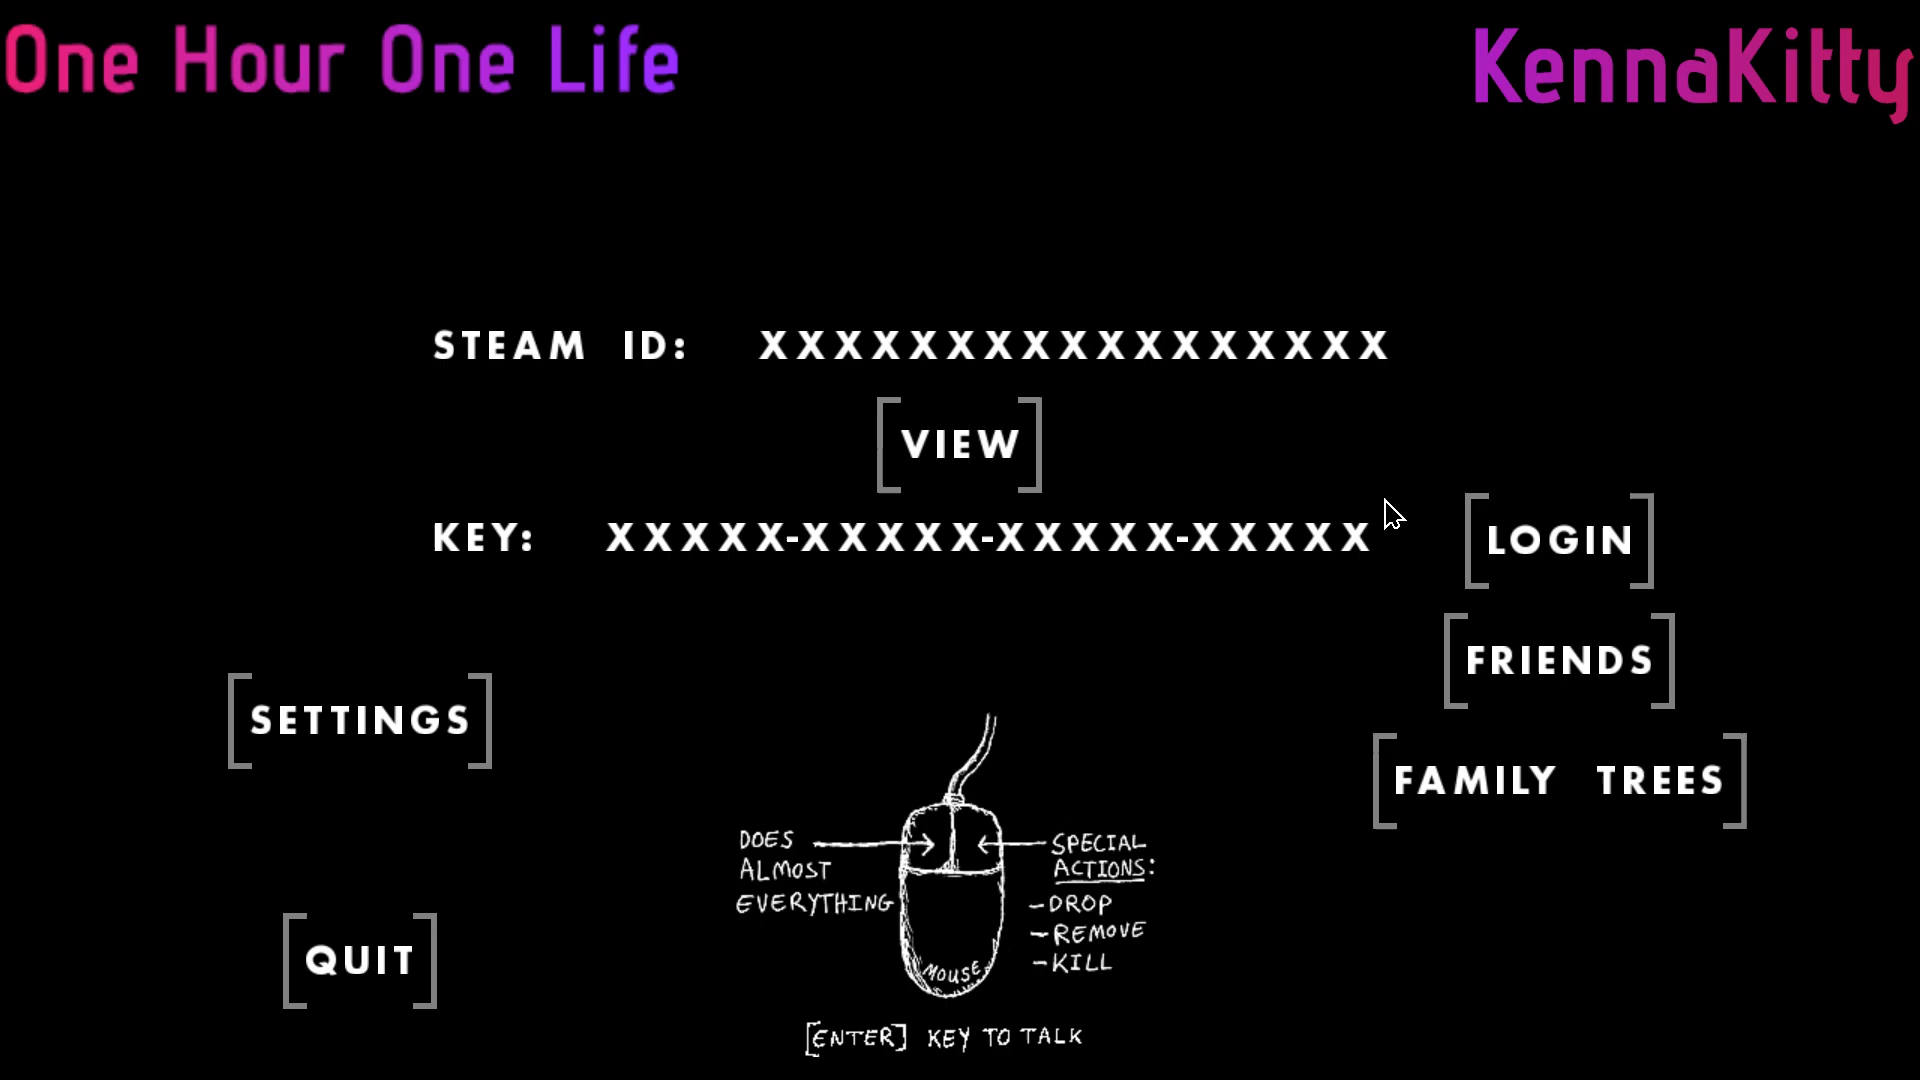 One Hour One Life
KennaKitty
STEAM ID: XXXXXXXXXXXXXXXXX
VIEW
KEY: XXXXX-XXXXX-XXXXX-XXXXX
LOGIN
FRIENDS
SETTINGS
FAMILY TREES
DOES
ALMOST
EVERYTHING
SPECIAL
ACTIONS:
-DROP
-REMOVE
-KILL
MOUSE
QUIT
[ENTER] KEY TO TALK